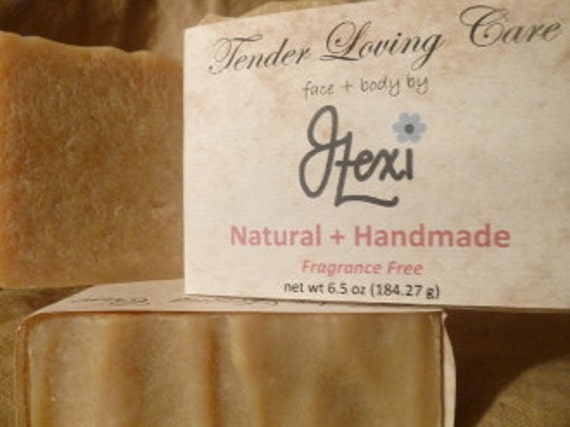 Tender Loving Care
face + body by
JLexi
Natural + Handmade
Fragrance Free
net wt 6.5 oz (184.27 g)